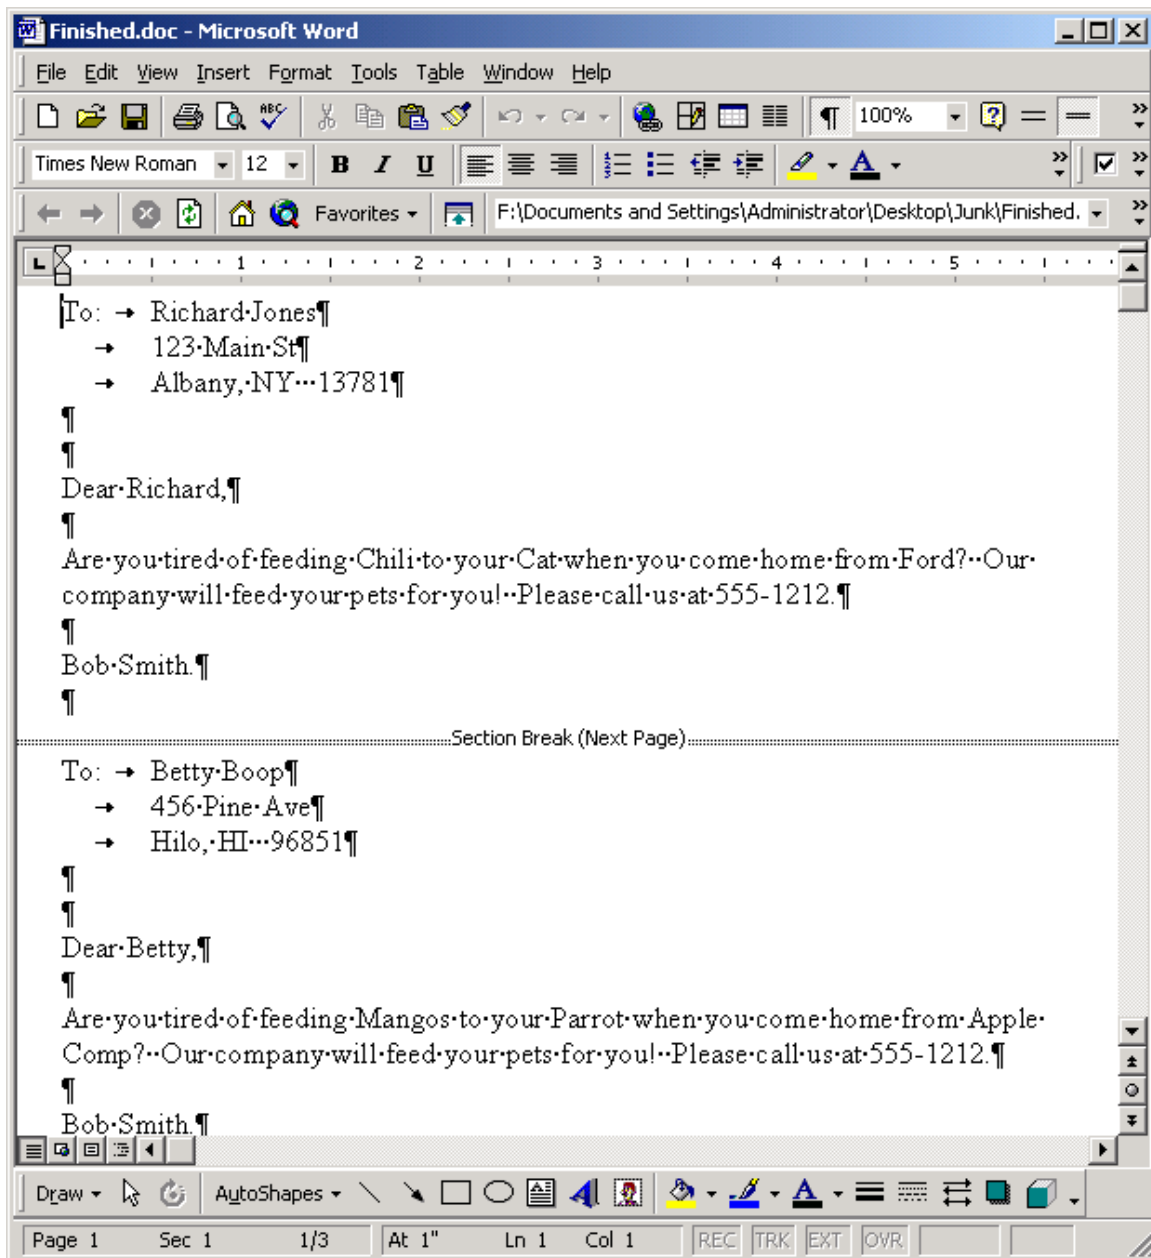 Finished.doc - Microsoft Word
File Edit View Insert Format Tools Table Window Help
ABC 100%
Times New Roman 12 B I U A
Favorites F:\Documents and Settings\Administrator\Desktop\Junk\Finished.
L 1 2 3 4 5
To: → Richard·Jones¶
→ 123·Main·St¶
→ Albany,·NY···13781¶
¶
¶
Dear·Richard,¶
¶
Are·you·tired·of·feeding·Chili·to·your·Cat·when·you·come·home·from·Ford?··Our·
company·will·feed·your·pets·for·you!··Please·call·us·at·555-1212.¶
¶
Bob·Smith.¶
¶
Section Break (Next Page)
To: → Betty·Boop¶
→ 456·Pine·Ave¶
→ Hilo,·HI···96851¶
¶
¶
Dear·Betty,¶
¶
Are·you·tired·of·feeding·Mangos·to·your·Parrot·when·you·come·home·from·Apple·
Comp?··Our·company·will·feed·your·pets·for·you!··Please·call·us·at·555-1212.¶
¶
Bob·Smith.¶
Draw AutoShapes A A
Page 1 Sec 1 1/3 At 1" Ln 1 Col 1 REC TRK EXT OVR